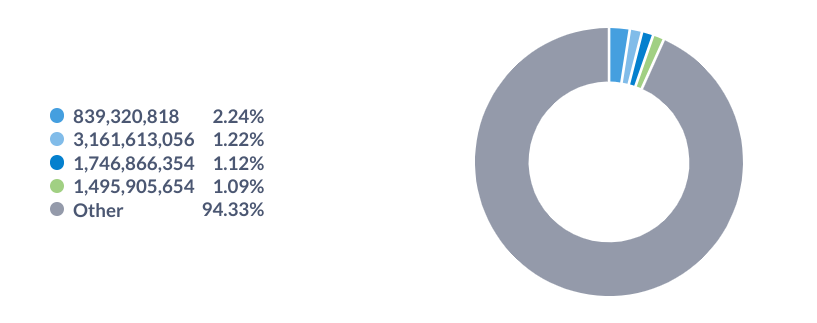 839,320,818 2.24%
3,161,613,056 1.22%
1,746,866,354 1.12%
1,495,905,654 1.09%
Other 94.33%